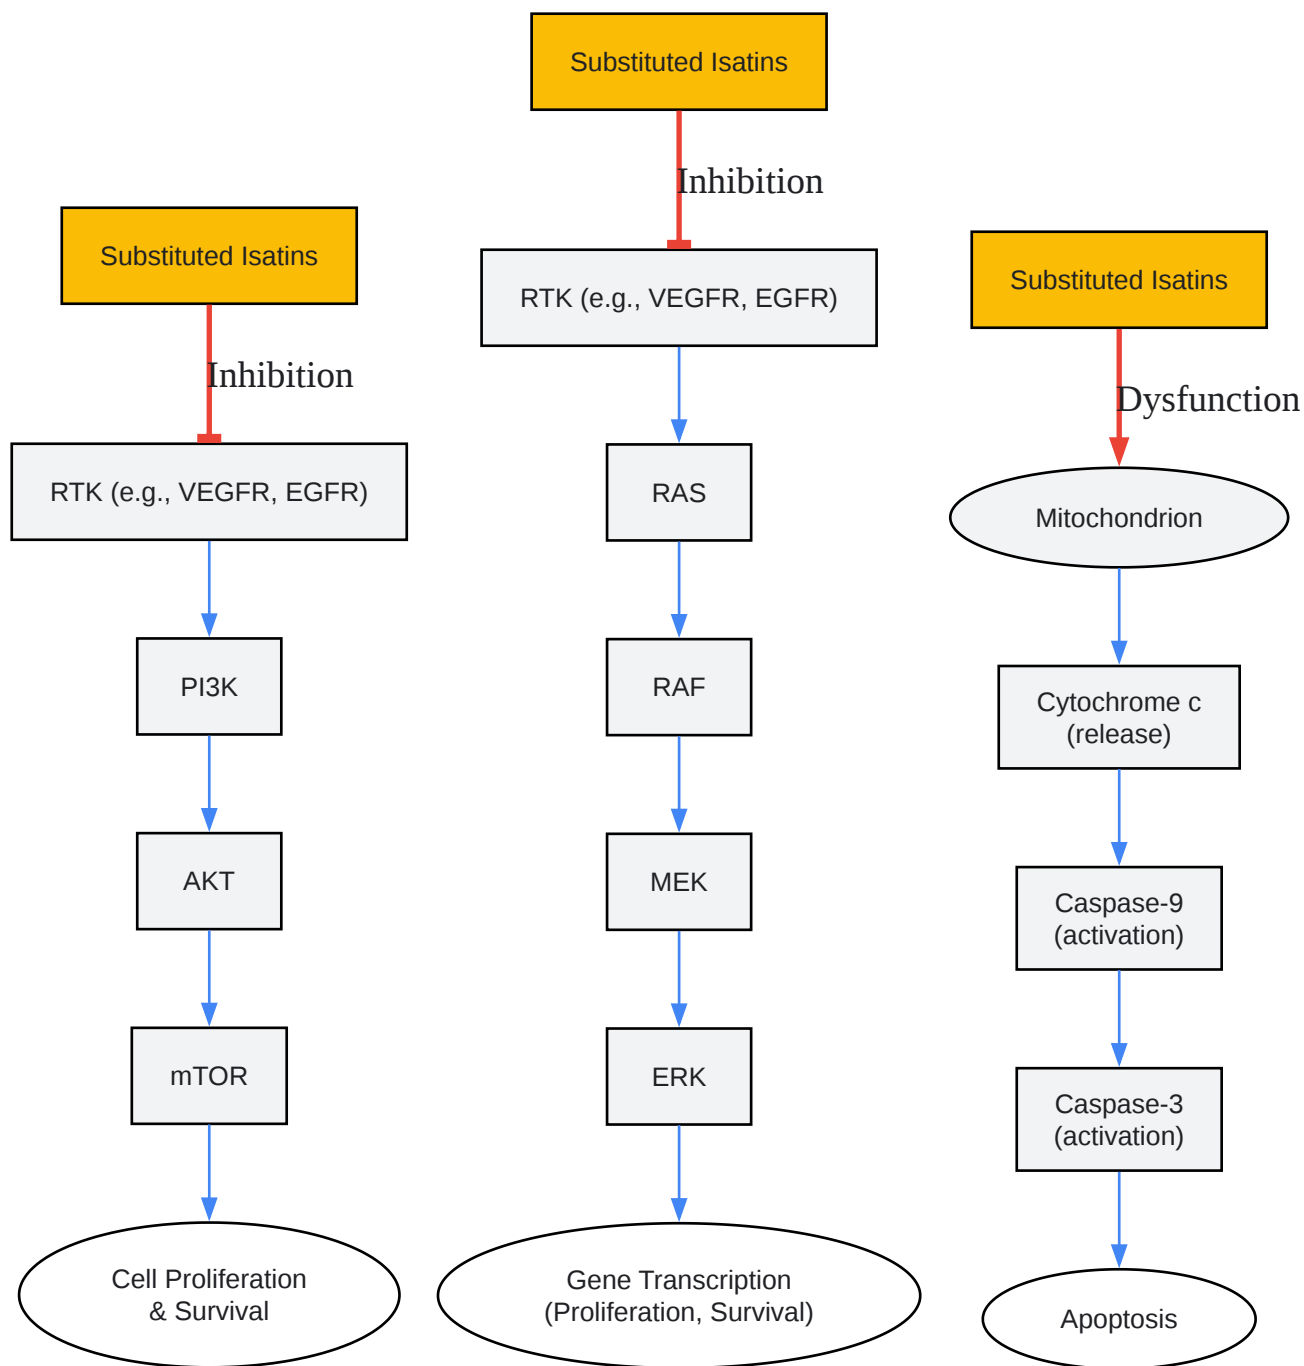 Substituted Isatins
Inhibition
RTK (e.g., VEGFR, EGFR)
PI3K
AKT
mTOR
Cell Proliferation
& Survival
Substituted Isatins
Inhibition
RTK (e.g., VEGFR, EGFR)
RAS
RAF
MEK
ERK
Gene Transcription
(Proliferation, Survival)
Substituted Isatins
Dysfunction
Mitochondrion
Cytochrome c
(release)
Caspase-9
(activation)
Caspase-3
(activation)
Apoptosis